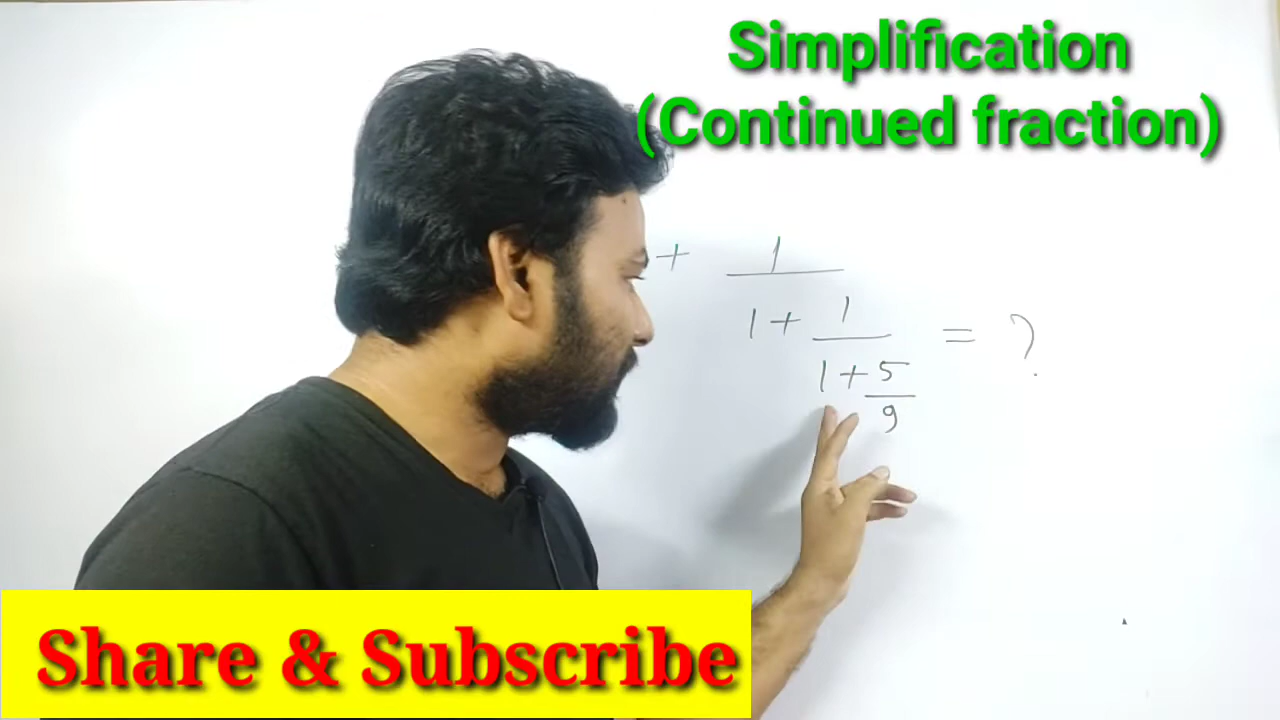 Simplification
(Continued fraction)
+ 1
1 + 1 = ?
1 + 5
9
Share & Subscribe